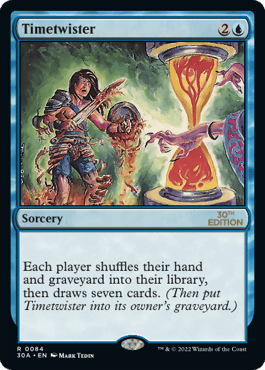 Timetwister 2
Sorcery
30TH
EDITION
Each player shuffles their hand
and graveyard into their library,
then draws seven cards. (Then put
Timetwister into its owner's graveyard.)
R 0084
30A • EN Mark Tedin
™ & © 2022 Wizards of the Coast